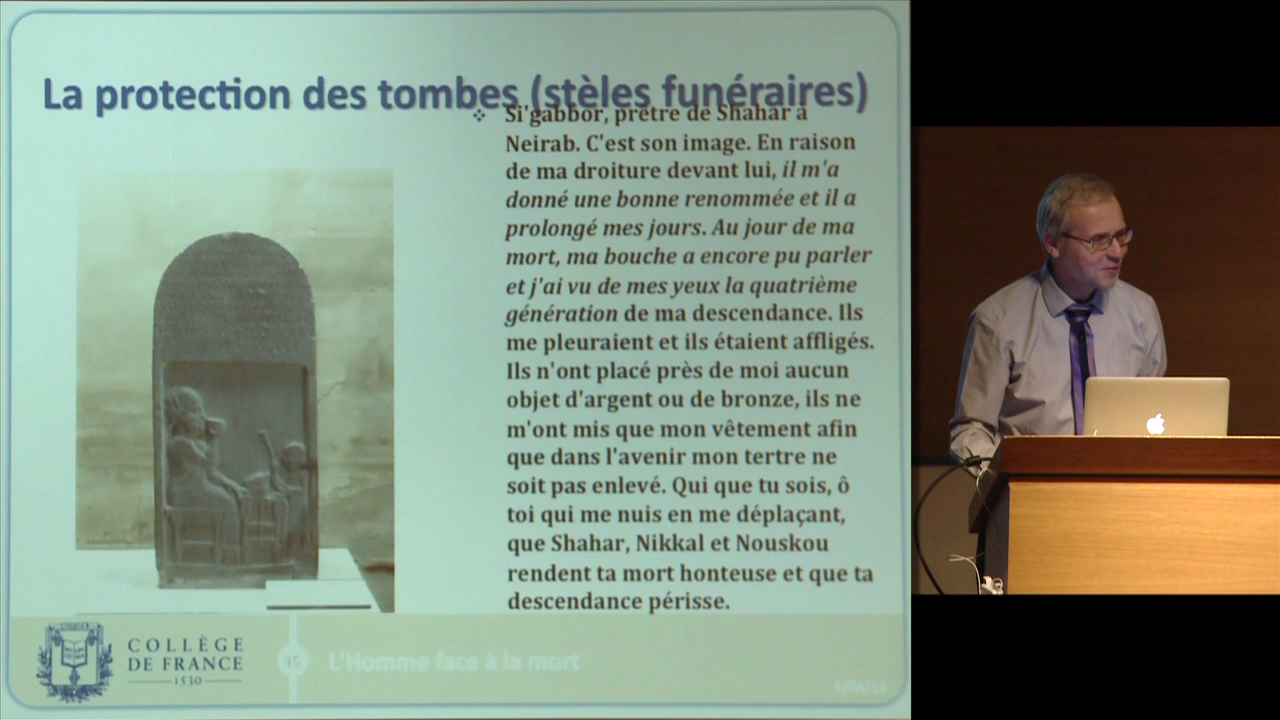 La protection des tombes (stèles funéraires)
Si'gabbor, prêtre de Shahar à
Neirab. C'est son image. En raison
de ma droiture devant lui, il m'a
donné une bonne renommée et il a
prolongé mes jours. Au jour de ma
mort, ma bouche a encore pu parler
et j'ai vu de mes yeux la quatrième
génération de ma descendance. Ils
me pleuraient et ils étaient affligés.
Ils n'ont placé près de moi aucun
objet d'argent ou de bronze, ils ne
m'ont mis que mon vêtement afin
que dans l'avenir mon tertre ne
soit pas enlevé. Qui que tu sois, ô
toi qui me nuis en me déplaçant,
que Shahar, Nikkal et Nouskou
rendent ta mort honteuse et que ta
descendance périsse.
COLLÈGE
DE FRANCE
1530
15
L'Homme face à la mort